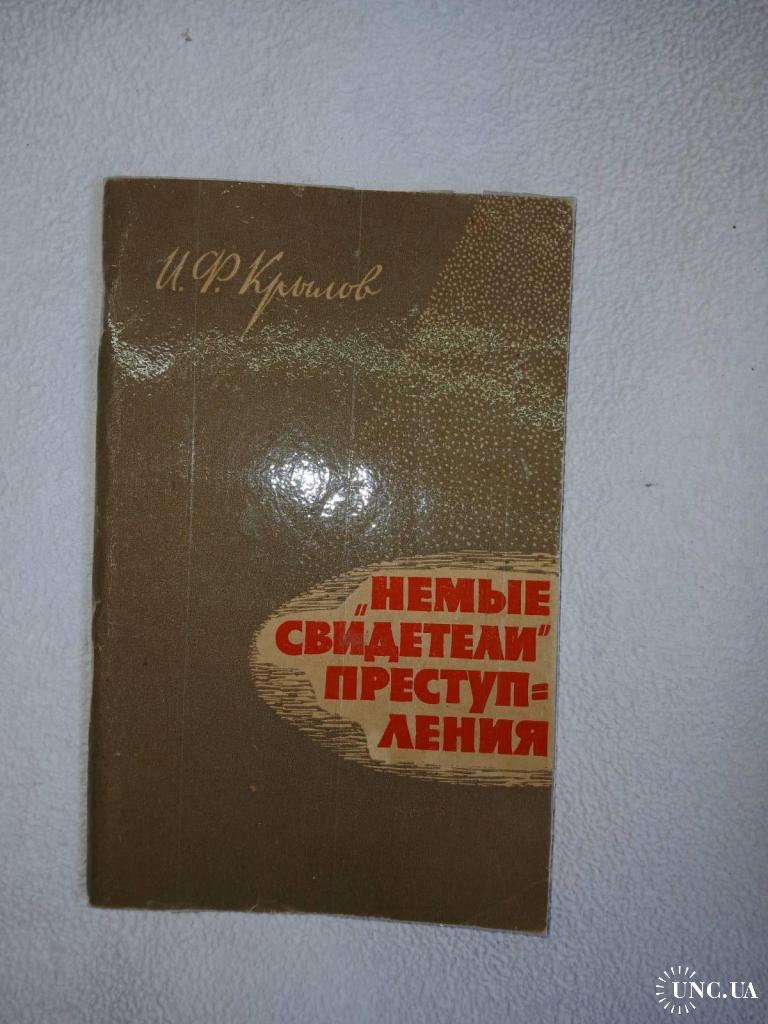 И. Ф. Крылов
„НЕМЫЕ
СВИДЕТЕЛИ"
ПРЕСТУП=
ЛЕНИЯ
UNC.UA